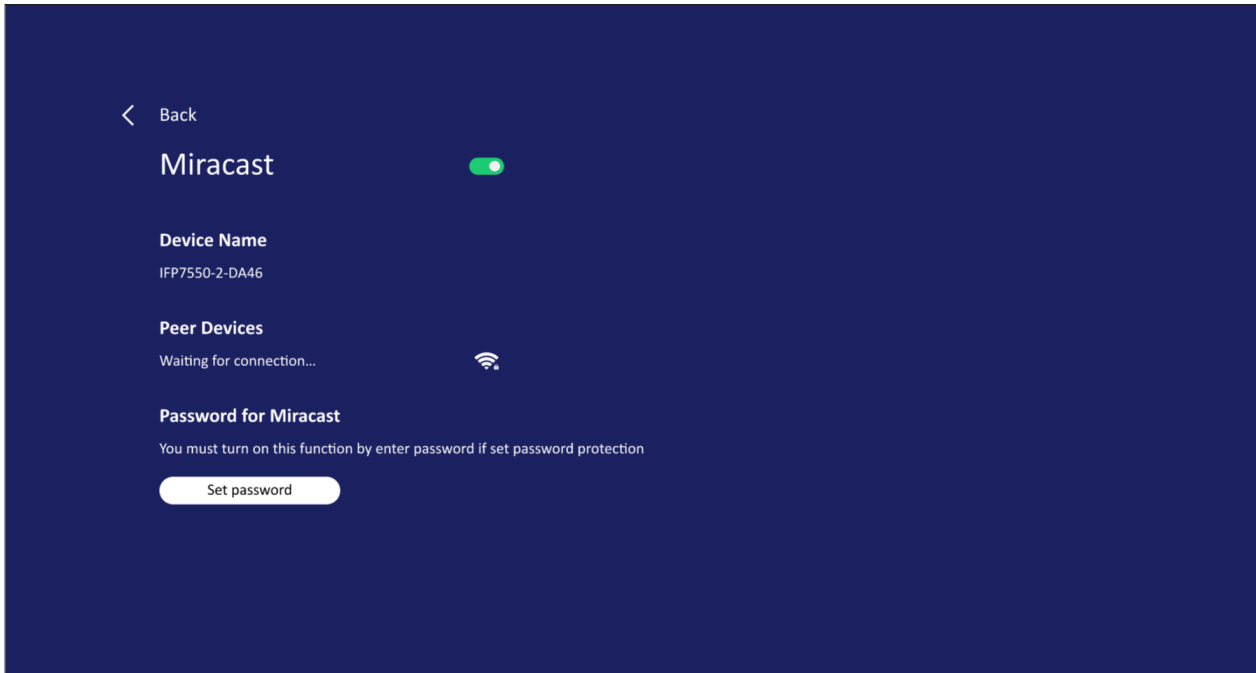 Back
Miracast
Device Name
IFP7550-2-DA46
Peer Devices
Waiting for connection...
Password for Miracast
You must turn on this function by enter password if set password protection
Set password